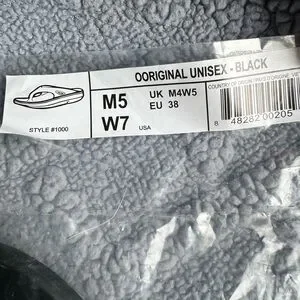 OORIGINAL UNISEX - BLACK
M5 UK M4W5
W7 EU 38
USA
STYLE #1000
8 48282 00205